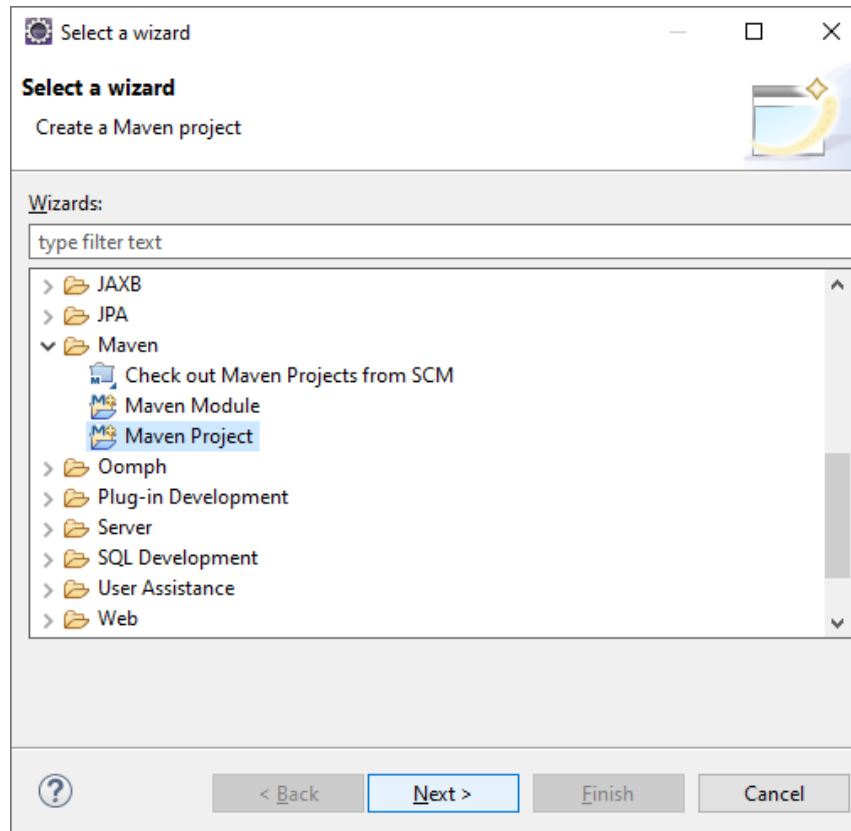 Select a wizard
Select a wizard
Create a Maven project
Wizards:
type filter text
JAXB
JPA
Maven
Check out Maven Projects from SCM
Maven Module
Maven Project
Oomph
Plug-in Development
Server
SQL Development
User Assistance
Web
? < Back Next > Finish Cancel